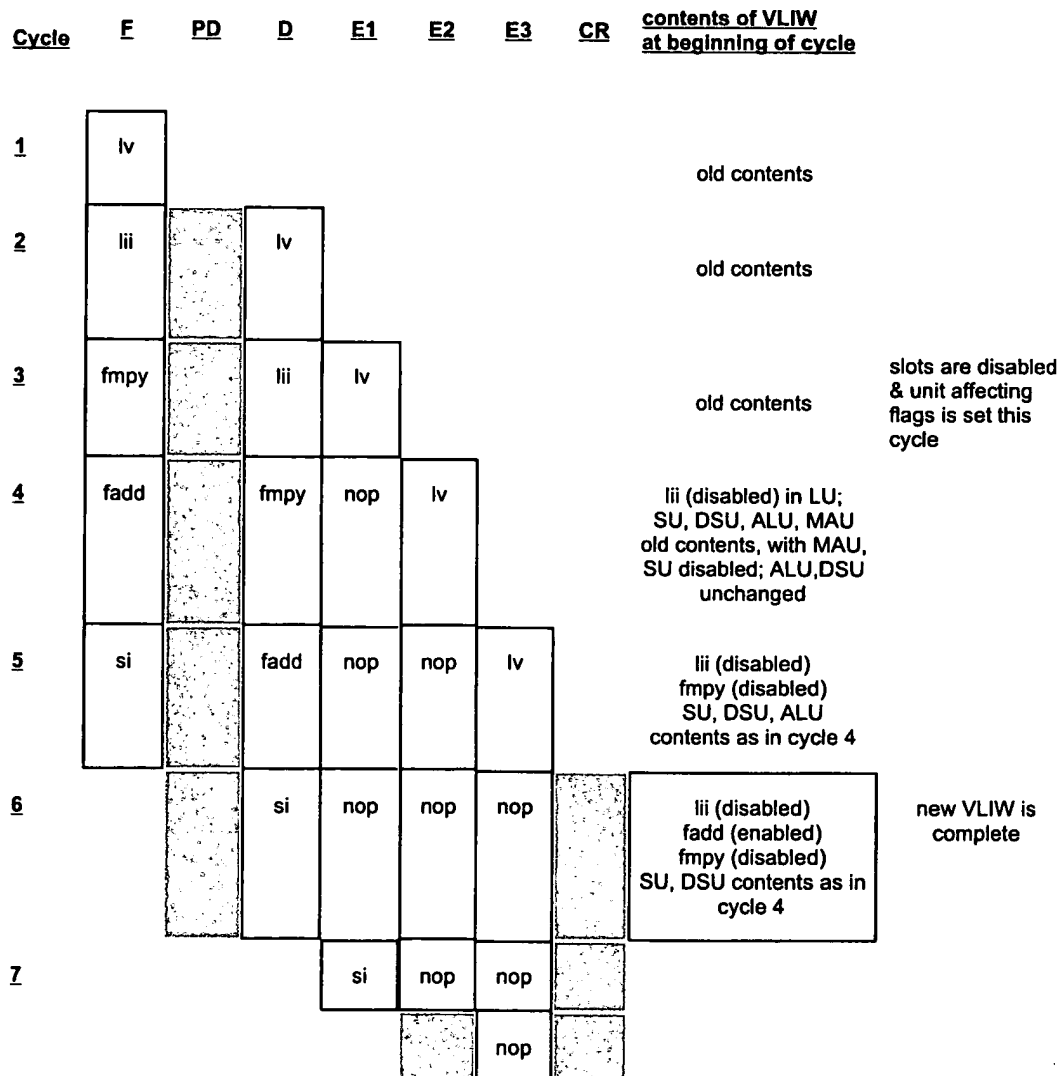 Cycle F PD D E1 E2 E3 CR contents of VLIW
at beginning of cycle
1 lv
old contents
2 lii lv
old contents
3 fmpy lii lv
old contents
slots are disabled
& unit affecting
flags is set this
cycle
4 fadd fmpy nop lv
lii (disabled) in LU;
SU, DSU, ALU, MAU
old contents, with MAU,
SU disabled; ALU,DSU
unchanged
5 si fadd nop nop lv
lii (disabled)
fmpy (disabled)
SU, DSU, ALU
contents as in cycle 4
6 si nop nop nop
lii (disabled)
fadd (enabled)
fmpy (disabled)
SU, DSU contents as in
cycle 4
new VLIW is
complete
7 si nop nop
nop